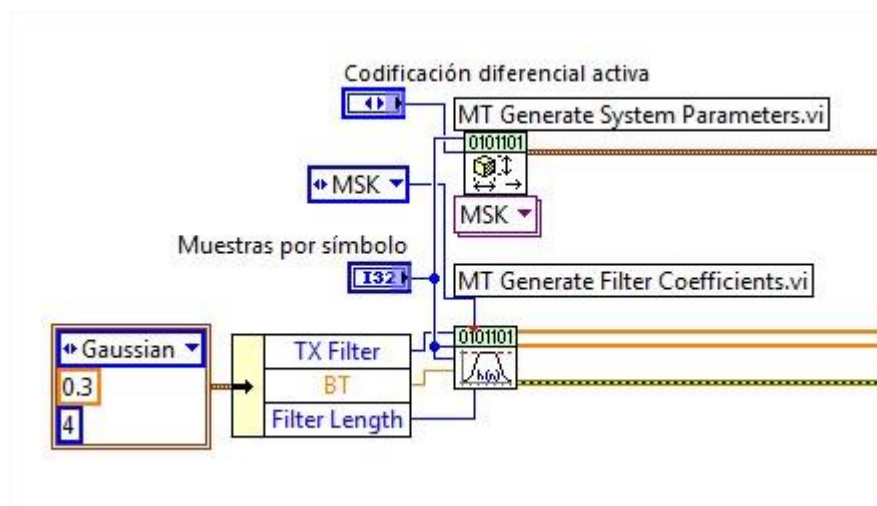 Codificación diferencial activa
MT Generate System Parameters.vi
0101101
MSK
MSK
Muestras por símbolo
I32
MT Generate Filter Coefficients.vi
0101101
h(n)
Gaussian
0.3
4
TX Filter
BT
Filter Length